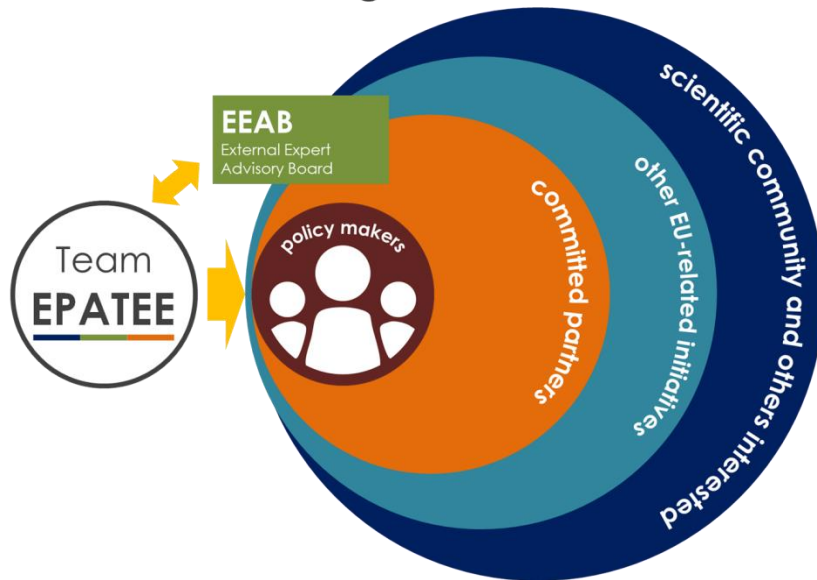 EEAB
External Expert
Advisory Board
Team
EPATEE
policy makers
committed partners
other EU-related initiatives
scientific community and others interested